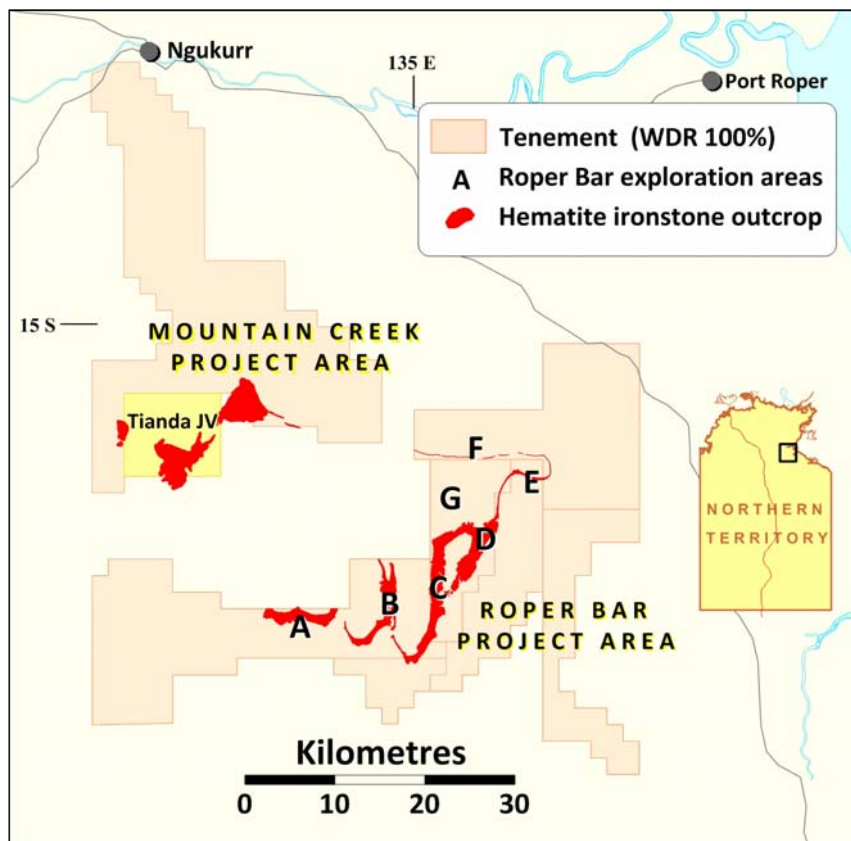 Ngukurr
135 E
Port Roper
Tenement (WDR 100%)
A Roper Bar exploration areas
Hematite ironstone outcrop
15 S
MOUNTAIN CREEK
PROJECT AREA
Tianda JV
F
E
G
D
NORTHERN
TERRITORY
B
C
A
ROPER BAR
PROJECT AREA
Kilometres
0 10 20 30